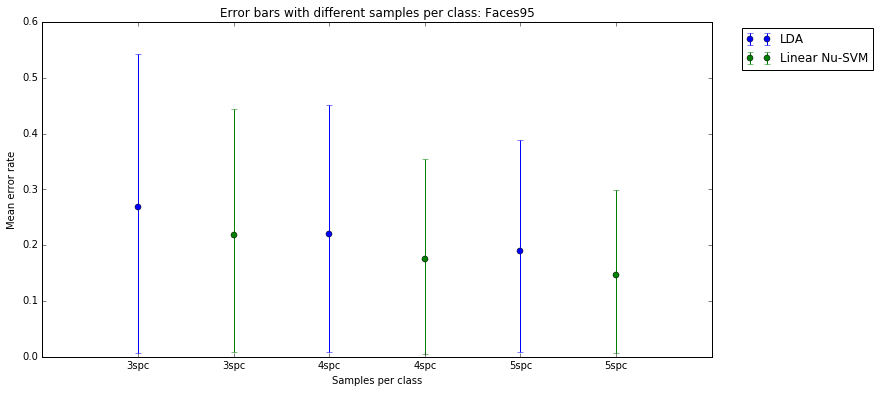 Error bars with different samples per class: Faces95
0.6
0.5
0.4
0.3
0.2
0.1
0.0
Mean error rate
3spc 3spc 4spc 4spc 5spc 5spc
Samples per class
LDA
Linear Nu-SVM